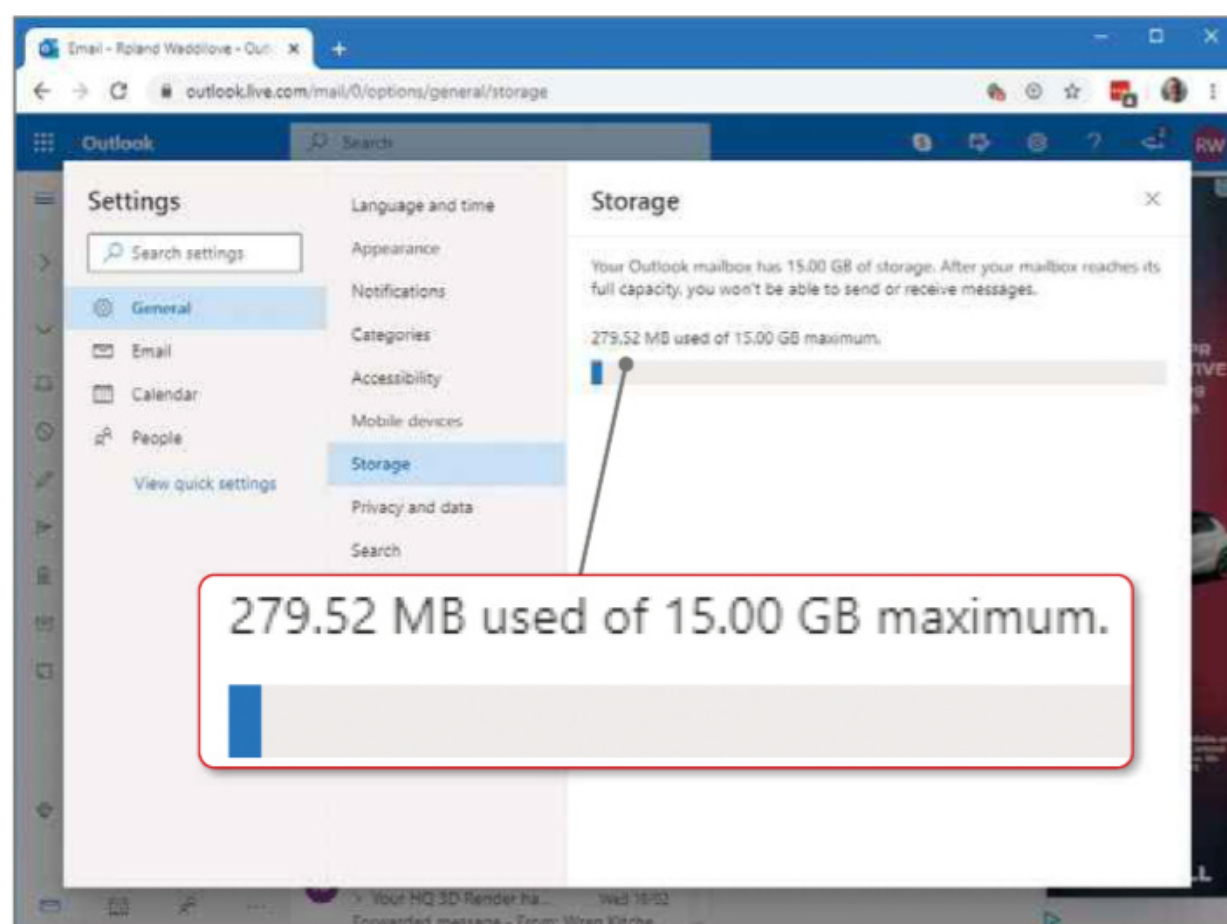 Email - Roland Waddilove - Out
outlook.live.com/mail/0/options/general/storage
Outlook
Search
?
RW
Settings
Search settings
General
Email
Calendar
People
View quick settings
Language and time
Appearance
Notifications
Categories
Accessibility
Mobile devices
Storage
Privacy and data
Search
Storage
Your Outlook mailbox has 15.00 GB of storage. After your mailbox reaches its
full capacity, you won't be able to send or receive messages.
279.52 MB used of 15.00 GB maximum.
279.52 MB used of 15.00 GB maximum.
Your HQ 3D Render ha...
Wed 16/02
Forwarded message - From: Wren Kitche